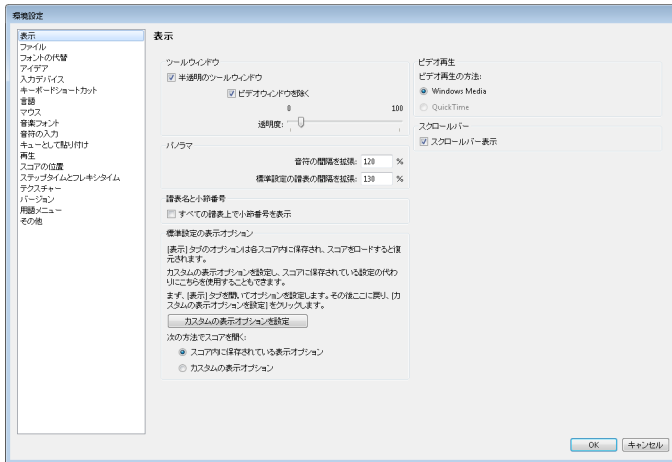 環境設定
表示
ファイル
フォントの代替
アイデア
入力デバイス
キーボードショートカット
言語
マウス
音楽フォント
音符の入力
キューとして貼り付け
再生
スコアの位置
ステップタイムとフレキシタイム
テクスチャー
バージョン
用語メニュー
その他
表示
ツールウィンドウ
半透明のツールウィンドウ
ビデオウィンドウを除く
0 100
透明度:
パノラマ
音符の間隔を拡張: 120 %
標準設定の譜表の間隔を拡張: 130 %
譜表名と小節番号
すべての譜表上で小節番号を表示
標準設定の表示オプション
[表示] タブのオプションは各スコア内に保存され、スコアをロードすると復
元されます。
カスタムの表示オプションを設定し、スコアに保存されている設定の代わ
りにこちらを使用することもできます。
まず、[表示] タブを開いてオプションを設定します。その後ここに戻り、[カ
スタムの表示オプションを設定] をクリックします。
カスタムの表示オプションを設定
次の方法でスコアを開く:
スコア内に保存されている表示オプション
カスタムの表示オプション
ビデオ再生
ビデオ再生の方法:
Windows Media
QuickTime
スクロールバー
スクロールバー表示
OK
キャンセル